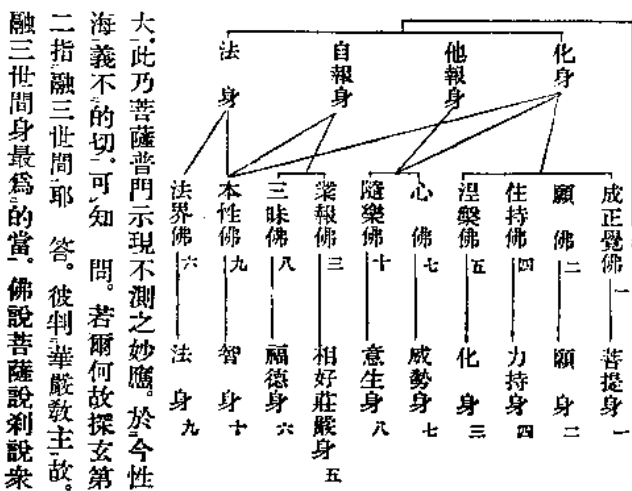 化身
他報身
自報身
法身
成正覺佛一
願佛二
住持佛四
涅槃佛五
心佛七
隨樂佛十
業報佛三
三昧佛八
本性佛九
法界佛六
菩提身一
願身二
力持身四
化身三
威勢身七
意生身八
相好莊嚴身五
福德身六
智身十
法身九
大。此乃菩薩普門示現不測之妙應。於今性
海義不的切。可知 問。若爾何故探玄第
二指融三世間耶 答。彼判華嚴教主故。
融三世間身最爲的當。佛說菩薩說刹說衆